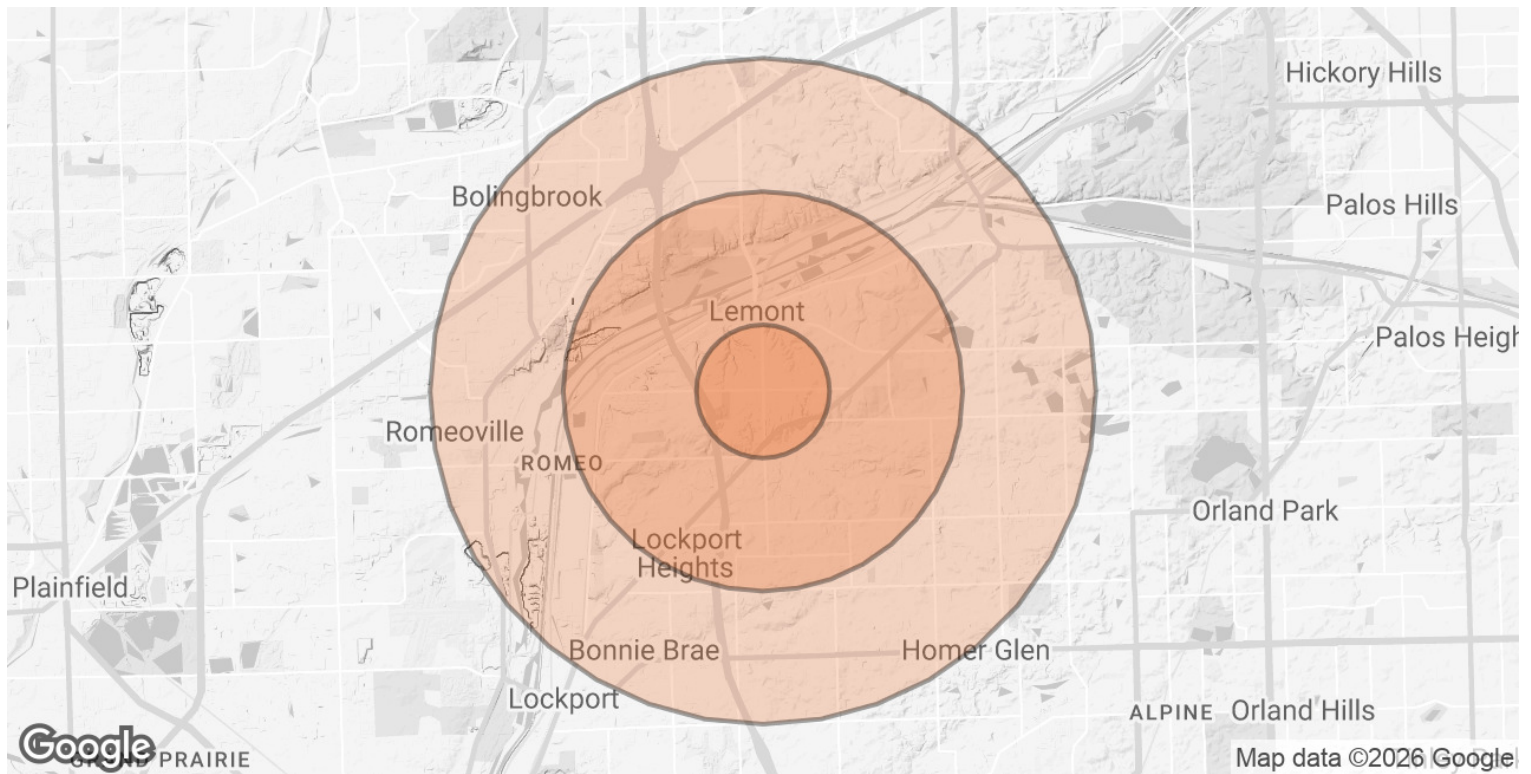 Hickory Hills
Bolingbrook
Palos Hills
Lemont
Palos Heigh
Romeoville
ROMEO
Orland Park
Lockport
Heights
Plainfield
Bonnie Brae
Homer Glen
Lockport
ALPINE
Orland Hills
Google
GRAND PRAIRIE
Map data ©2026 Google